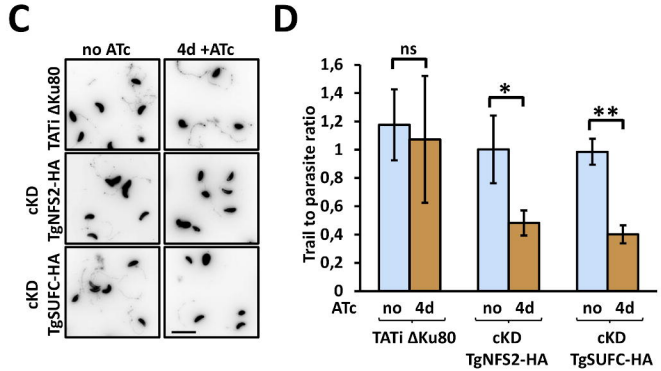 C
no ATc 4d +ATc
TATi ΔKu80
cKD
TgNFS2-HA
cKD
TgSUFC-HA
D
Trail to parasite ratio
1,6
1,4
1,2
1
0,8
0,6
0,4
0,2
0
ns
*
**
ATc no 4d no 4d no 4d
TATi ΔKu80 cKD cKD
TgNFS2-HA TgSUFC-HA